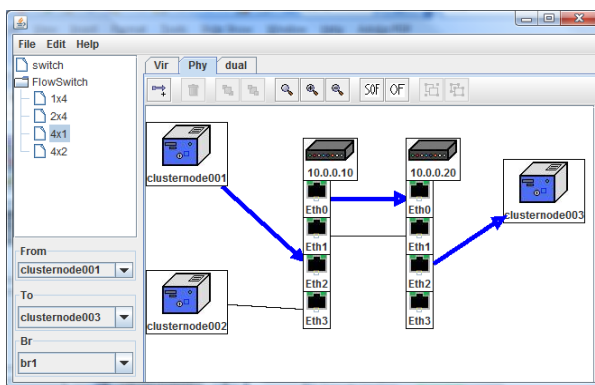 File Edit Help
switch
FlowSwitch
1x4
2x4
4x1
4x2
From
clusternode001
To
clusternode003
Br
br1
Vir Phy dual
SOF OF
clusternode001
clusternode002
10.0.0.10
Eth0
Eth1
Eth2
Eth3
10.0.0.20
Eth0
Eth1
Eth2
Eth3
clusternode003